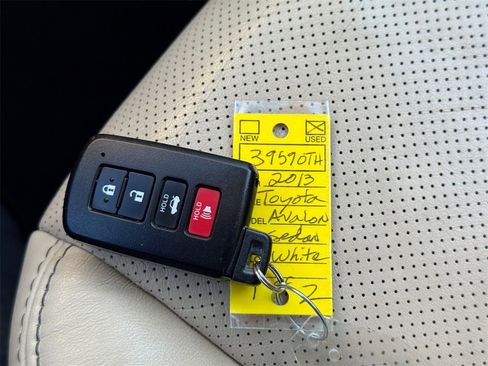 NEW USED
39590TH
2013
E Toyota
DEL Avalon
Sedan
White
HOLD
HOLD